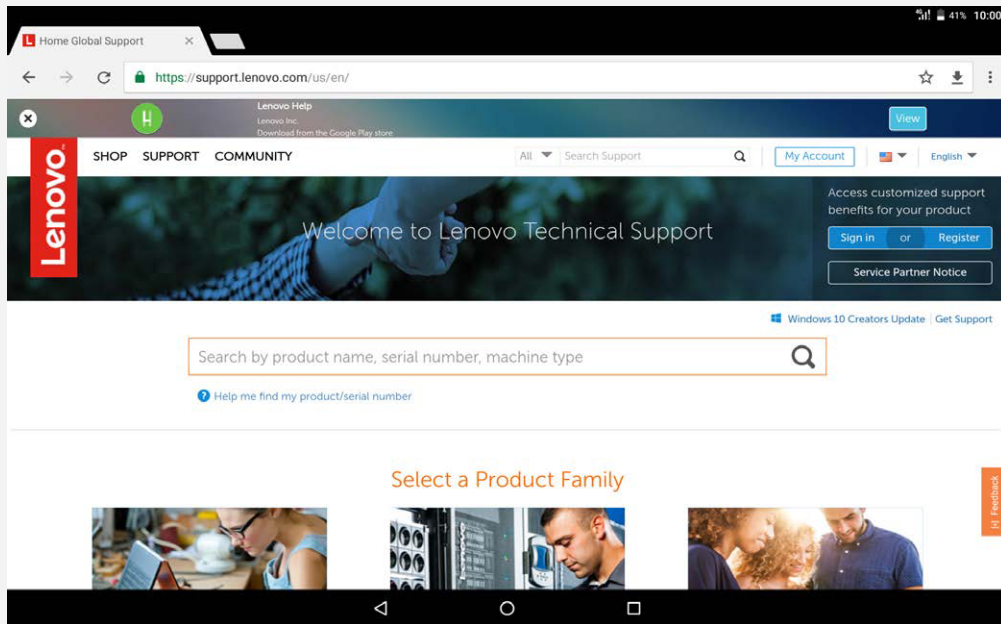 41% 10:00
Home Global Support
https://support.lenovo.com/us/en/
Lenovo Help
Lenovo Inc.
Download from the Google Play store
View
Lenovo
SHOP SUPPORT COMMUNITY
All Search Support
My Account
English
Access customized support
benefits for your product
Welcome to Lenovo Technical Support
Sign in or Register
Service Partner Notice
Windows 10 Creators Update Get Support
Search by product name, serial number, machine type
Help me find my product/serial number
Select a Product Family
[+] Feedback